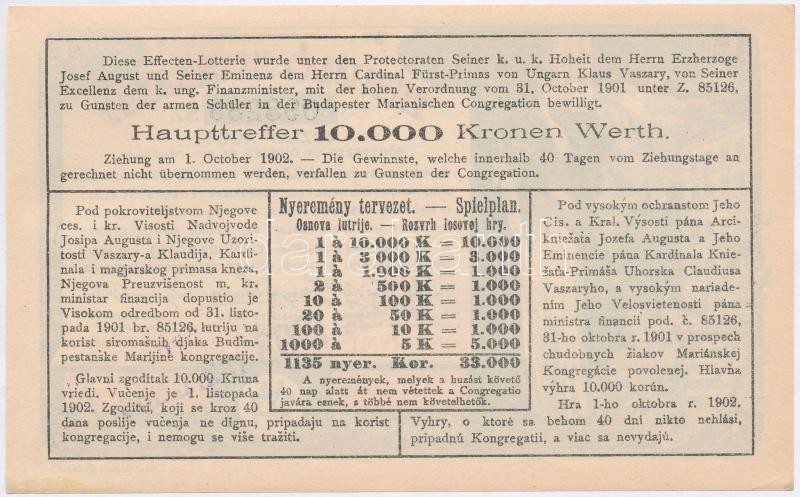 Diese Effecten-Lotterie wurde unter den Protectoraten Seiner k. u. k. Hoheit dem Herrn Erzherzoge
Josef August und Seiner Eminenz dem Herrn Cardinal Fürst-Primas von Ungarn Klaus Vaszary, von Seiner
Excellenz dem k. ung. Finanzminister, mit der hohen Verordnung vom 31. October 1901 unter Z. 85126,
zu Gunsten der armen Schüler in der Budapester Marianischen Congregation bewilligt.
Haupttreffer 10.000 Kronen Werth.
Ziehung am 1. October 1902. — Die Gewinnste, welche innerhalb 40 Tagen vom Ziehungstage an
gerechnet nicht übernommen werden, verfallen zu Gunsten der Congregation.
Pod pokroviteljstvom Njegove
ces. i kr. Visosti Nadvojvode
Josipa Augusta i Njegove Uzori-
tosti Vaszary-a Klaudija, Kardi-
nala i magjarskog primasa kneza,
Njegova Preuzvišenost m. kr.
ministar financija dopustio je
Visokom odredbom od 31. listo-
pada 1901 br. 85126, lutriju na
korist siromašnih djaka Budim-
peštanske Marijine kongregacije.
Glavni zgoditak 10.000 Kruna
vriedi. Vučenje je 1. listopada
1902. Zgoditci, koji se kroz 40
dana poslije vučenja ne dignu, pripadaju na korist
kongregacije, i nemogu se više tražiti.
Nyeremény tervezet. — Spielplan.
Osnova lutrije. — Rozvrh losovej hry.
1 à 10.000 K = 10.000
1 à 3 000 K = 3.000
1 à 1.000 K = 1.000
2 à 500 K = 1.000
10 à 100 K = 1.000
20 à 50 K = 1.000
100 à 10 K = 1.000
1000 à 5 K = 5.000
1135 nyer. Kor. 33.000
A nyeremények, melyek a huzást követő
40 nap alatt át nem vétettek a Congregatio
javára esnek, s többé nem követelhetők.
Pod vysokým ochranstom Jeho
Cis. a Kral. Výsosti pána Arci-
kniežaťa Jozefa Augusta a Jeho
Eminencie pána Kardinala Knie-
žaťa-Primáša Uhorska Claudiusa
Vaszaryho, a vysokým nariade-
ním Jeho Velosvietenosti pána
ministra financií pod. č. 85126,
31-ho oktobra r. 1901 v prospech
chudobných žiakov Mariánskej
Kongregácie povolenej. Hlavňa
výhra 10.000 korún.
Hra 1-ho oktobra r. 1902.
Vyhry, o ktoré sa behom 40 dní nikto nehlási,
pripadnú Kongregatii, a viac sa nevydajú.